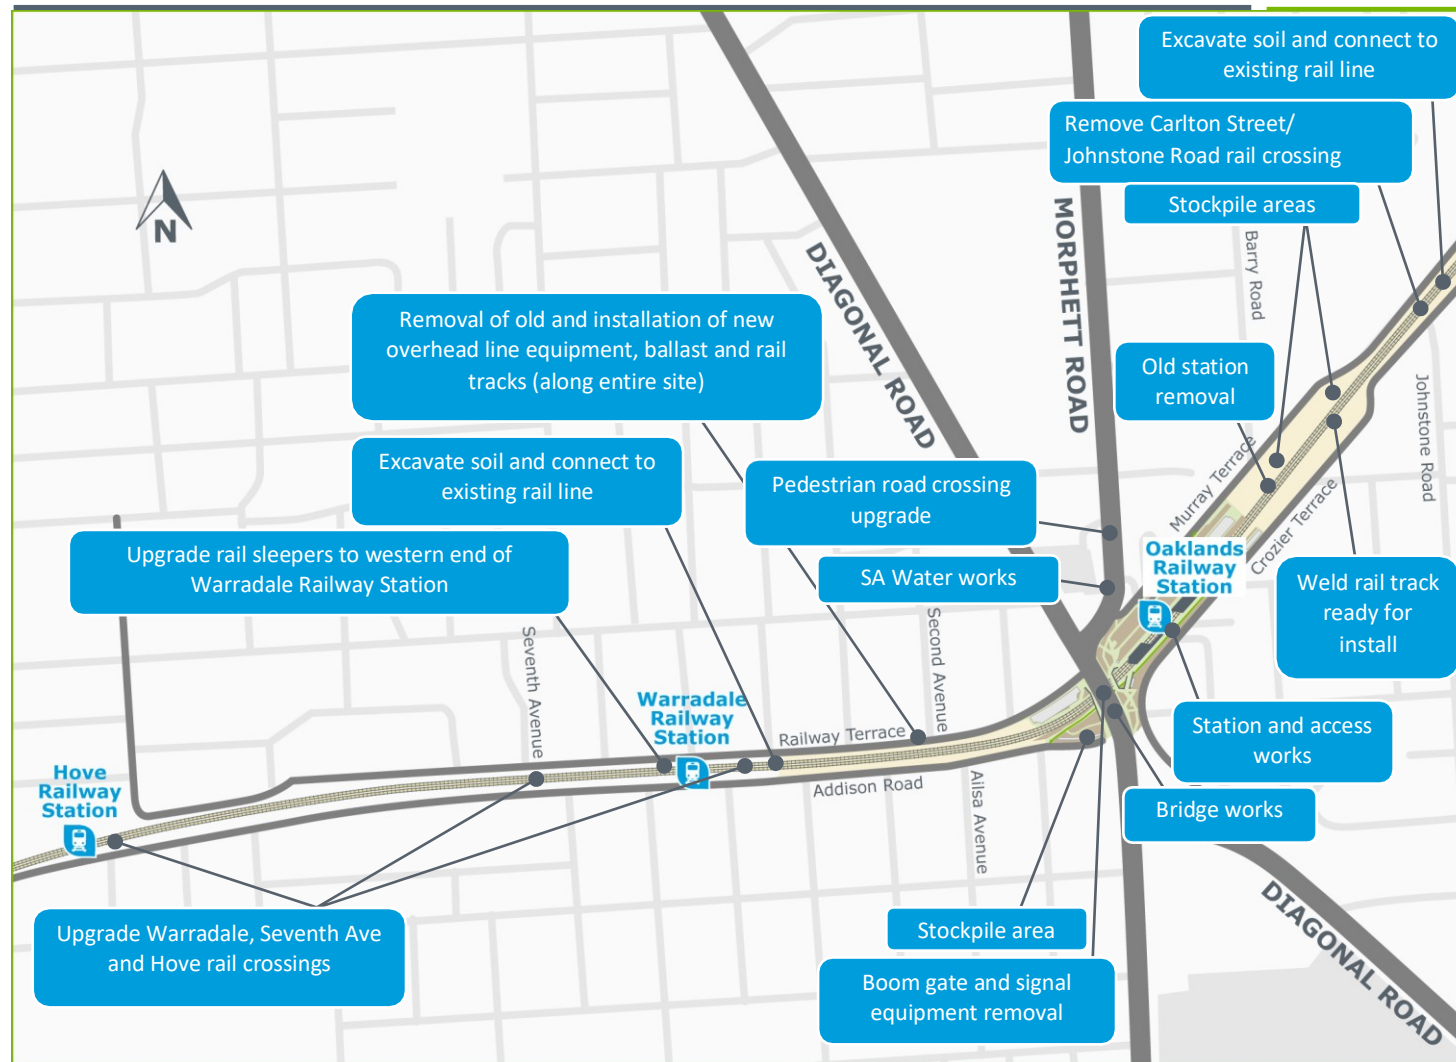 Excavate soil and connect to
existing rail line
Remove Carlton Street/
Johnstone Road rail crossing
Stockpile areas
N
DIAGONAL ROAD
MORPHETT ROAD
Barry Road
Removal of old and installation of new
overhead line equipment, ballast and rail
tracks (along entire site)
Old station
removal
Johnstone Road
Excavate soil and connect to
existing rail line
Pedestrian road crossing
upgrade
Murray Terrace
Crozier Terrace
Upgrade rail sleepers to western end of
Warradale Railway Station
SA Water works
Oaklands
Railway
Station
Weld rail track
ready for
install
Seventh Avenue
Second Avenue
Warradale
Railway
Station
Railway Terrace
Addison Road
Ailsa Avenue
Station and access
works
Hove
Railway
Station
Bridge works
Upgrade Warradale, Seventh Ave
and Hove rail crossings
Stockpile area
Boom gate and signal
equipment removal
DIAGONAL ROAD